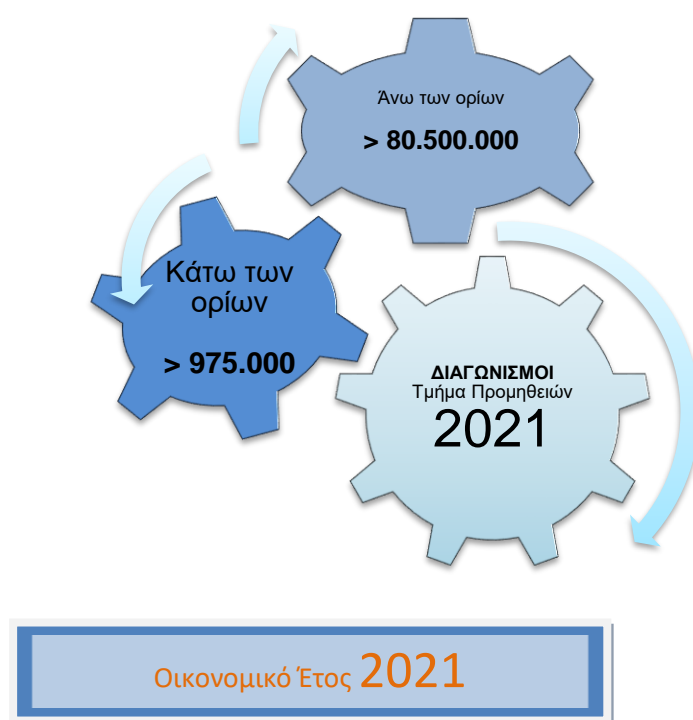 Άνω των ορίων
> 80.500.000
Κάτω των
ορίων
> 975.000
ΔΙΑΓΩΝΙΣΜΟΙ
Τμήμα Προμηθειών
2021
Οικονομικό Έτος 2021